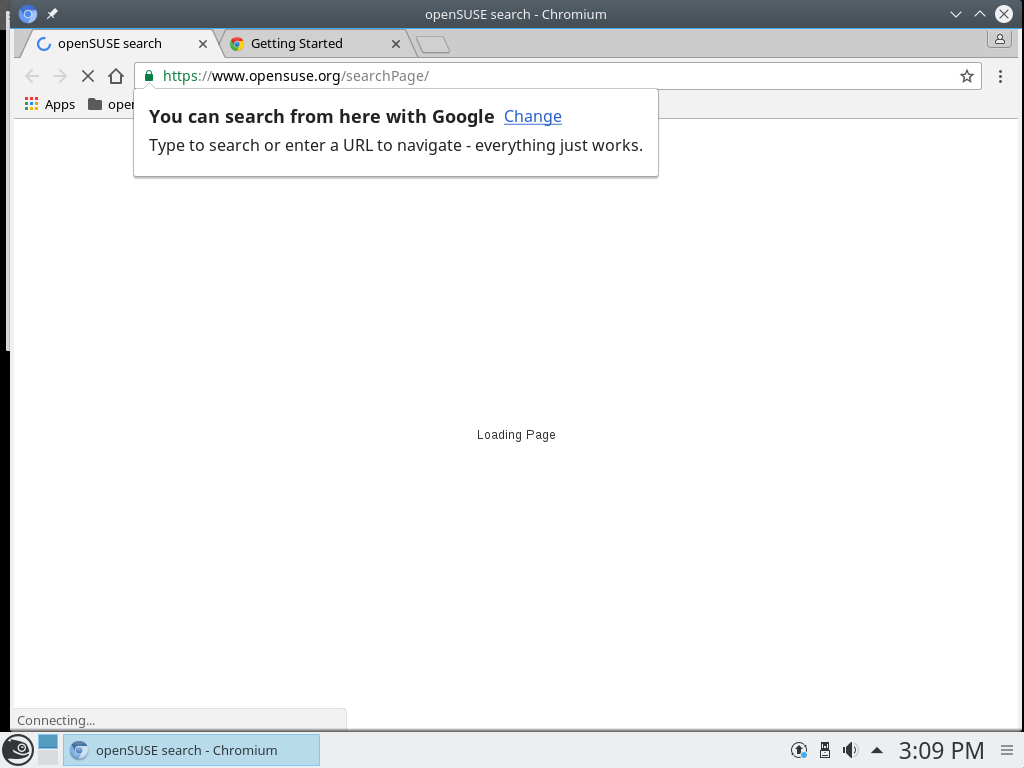 openSUSE search - Chromium
openSUSE search
Getting Started
https://www.opensuse.org/searchPage/
Apps
You can search from here with Google Change
Type to search or enter a URL to navigate - everything just works.
Loading Page
Connecting...
openSUSE search - Chromium
3:09 PM